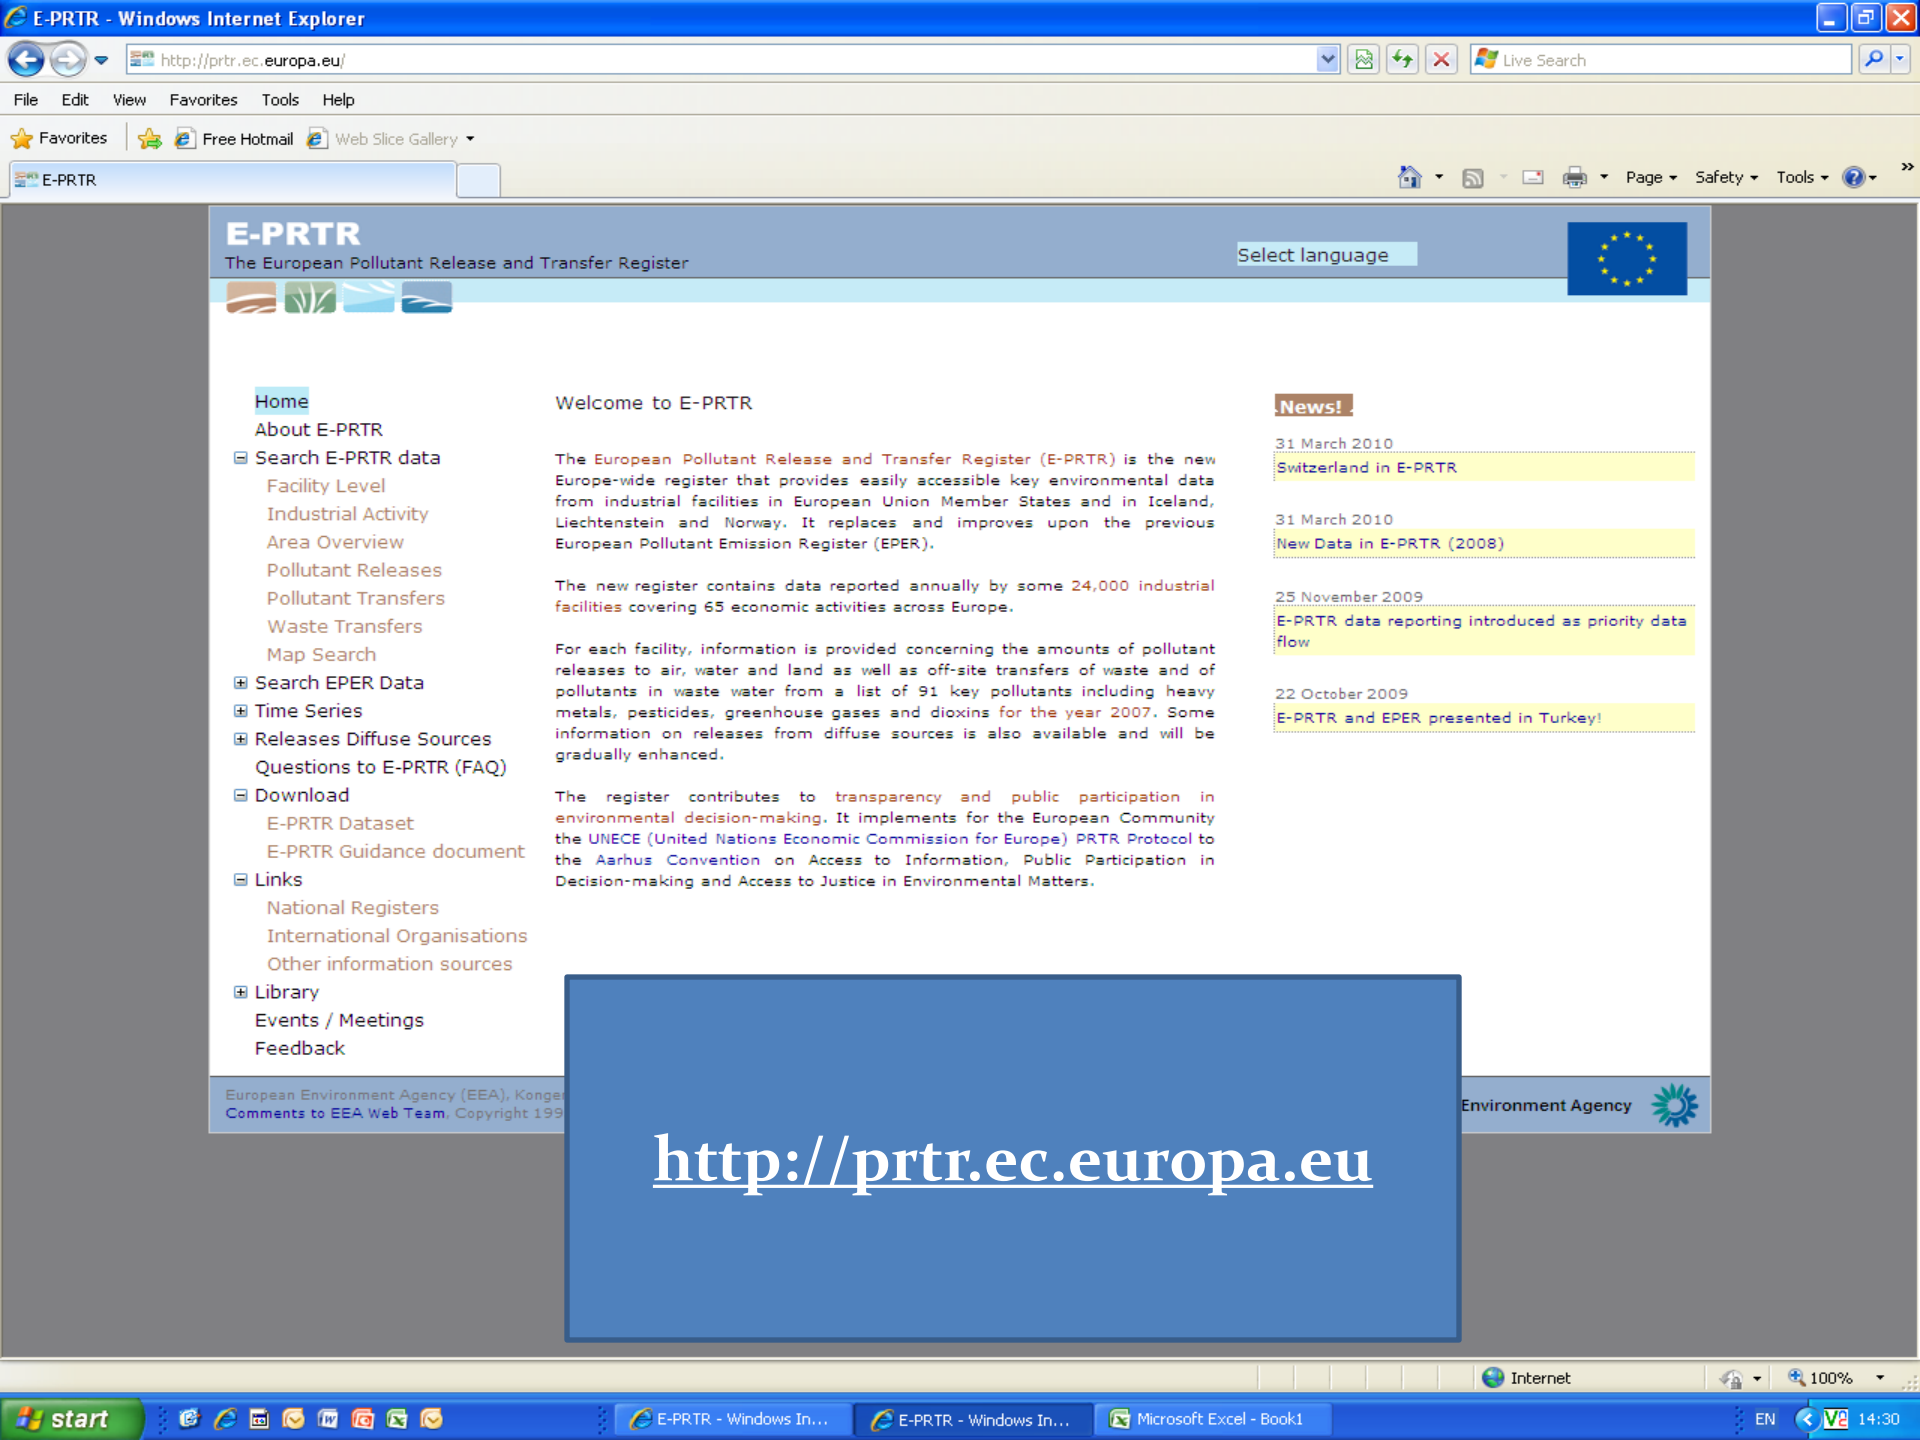 E-PRTR - Windows Internet Explorer
http://prtr.ec.europa.eu/
Live Search
File Edit View Favorites Tools Help
Favorites Free Hotmail Web Slice Gallery
E-PRTR
Page Safety Tools
E-PRTR
The European Pollutant Release and Transfer Register
Select language
Home
About E-PRTR
Search E-PRTR data
Facility Level
Industrial Activity
Area Overview
Pollutant Releases
Pollutant Transfers
Waste Transfers
Map Search
Search EPER Data
Time Series
Releases Diffuse Sources
Questions to E-PRTR (FAQ)
Download
E-PRTR Dataset
E-PRTR Guidance document
Links
National Registers
International Organisations
Other information sources
Library
Events / Meetings
Feedback
Welcome to E-PRTR
The European Pollutant Release and Transfer Register (E-PRTR) is the new
Europe-wide register that provides easily accessible key environmental data
from industrial facilities in European Union Member States and in Iceland,
Liechtenstein and Norway. It replaces and improves upon the previous
European Pollutant Emission Register (EPER).
The new register contains data reported annually by some 24,000 industrial
facilities covering 65 economic activities across Europe.
For each facility, information is provided concerning the amounts of pollutant
releases to air, water and land as well as off-site transfers of waste and of
pollutants in waste water from a list of 91 key pollutants including heavy
metals, pesticides, greenhouse gases and dioxins for the year 2007. Some
information on releases from diffuse sources is also available and will be
gradually enhanced.
The register contributes to transparency and public participation in
environmental decision-making. It implements for the European Community
the UNECE (United Nations Economic Commission for Europe) PRTR Protocol to
the Aarhus Convention on Access to Information, Public Participation in
Decision-making and Access to Justice in Environmental Matters.
News!
31 March 2010
Switzerland in E-PRTR
31 March 2010
New Data in E-PRTR (2008)
25 November 2009
E-PRTR data reporting introduced as priority data
flow
22 October 2009
E-PRTR and EPER presented in Turkey!
European Environment Agency (EEA), Konge
Comments to EEA Web Team. Copyright 199
Environment Agency
http://prtr.ec.europa.eu
Internet
100%
start
E-PRTR - Windows In...
E-PRTR - Windows In...
Microsoft Excel - Book1
EN
14:30